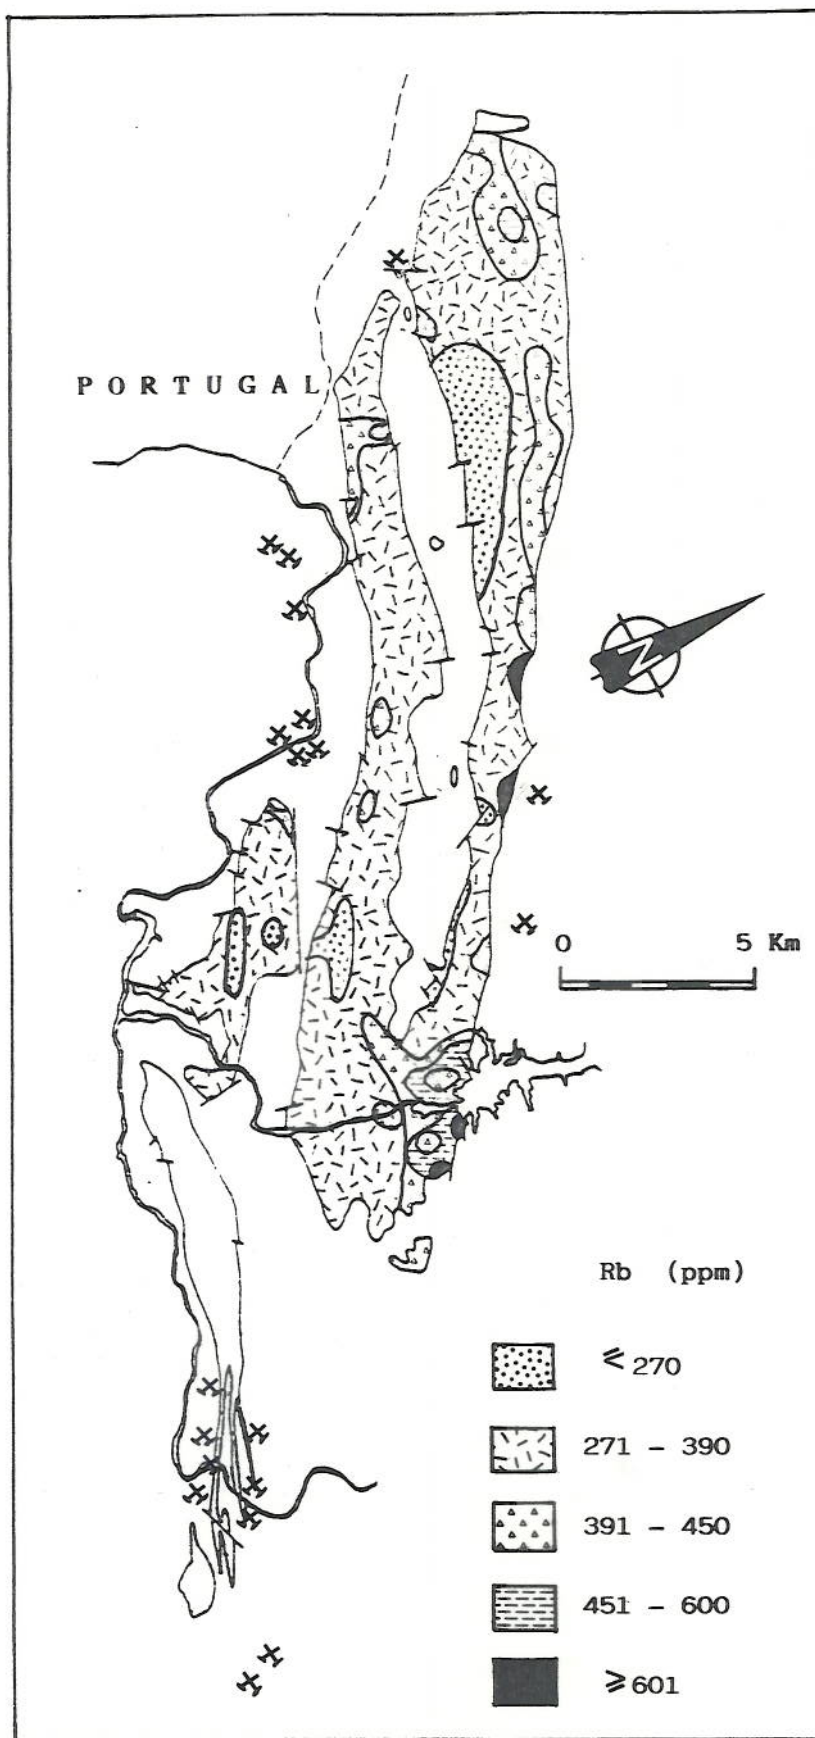 PORTUGAL
N
0 5 Km
Rb (ppm)
≤ 270
271 - 390
391 - 450
451 - 600
≥ 601